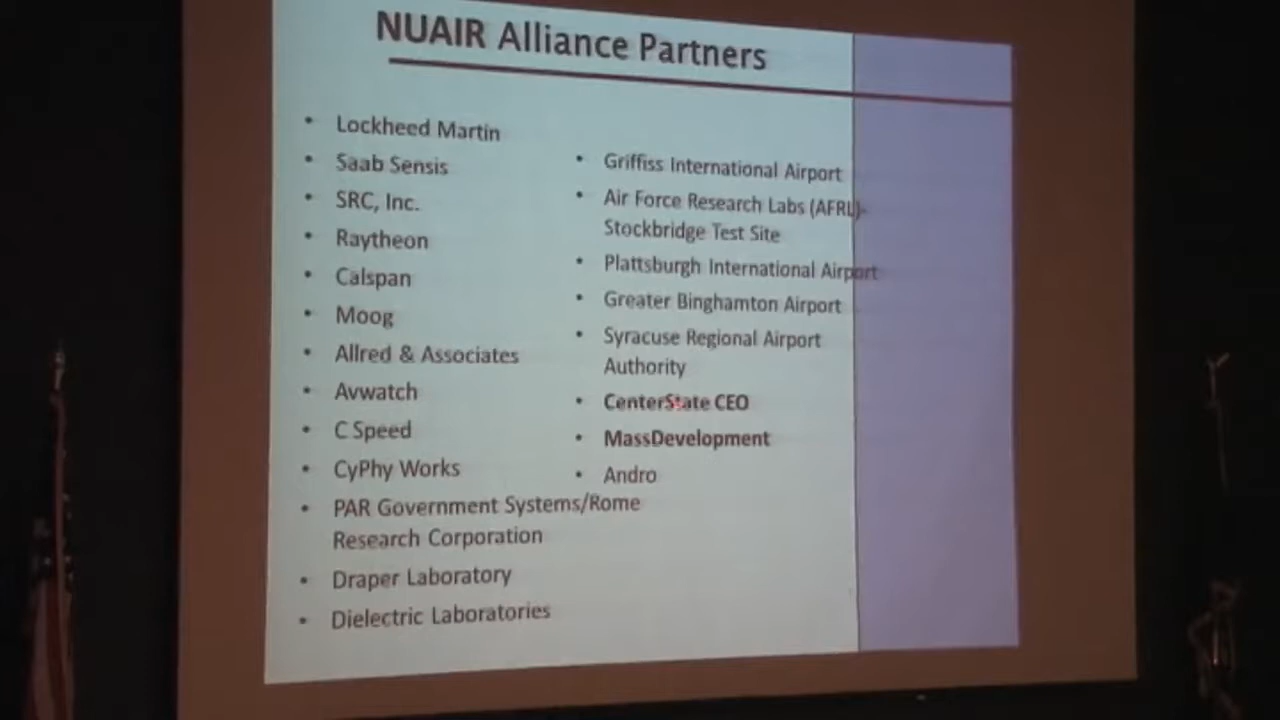 NUAIR Alliance Partners
• Lockheed Martin
• Saab Sensis
• SRC, Inc.
• Raytheon
• Calspan
• Moog
• Allred & Associates
• Avwatch
• C Speed
• CyPhy Works
• PAR Government Systems/Rome
Research Corporation
• Draper Laboratory
• Dielectric Laboratories
• Griffiss International Airport
• Air Force Research Labs (AFRL)-
Stockbridge Test Site
• Plattsburgh International Airport
• Greater Binghamton Airport
• Syracuse Regional Airport
Authority
• CenterState CEO
• MassDevelopment
• Andro